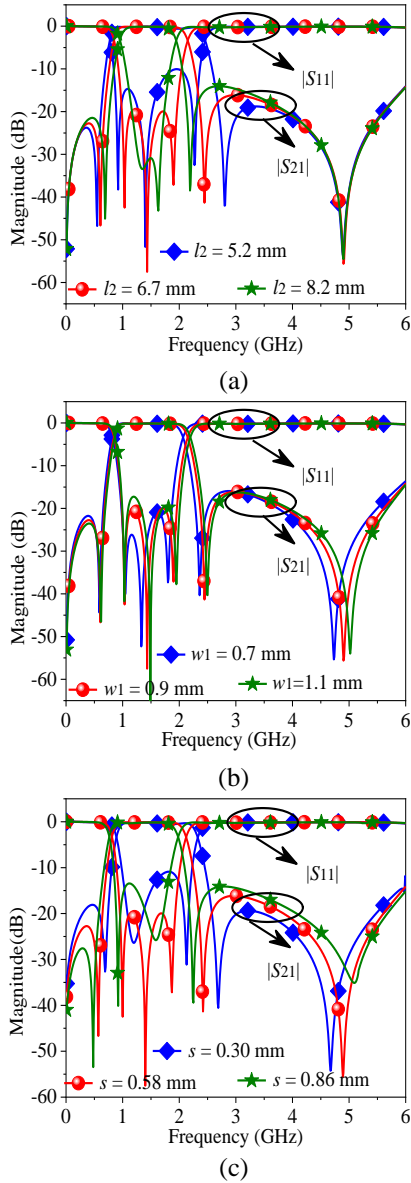 0
-10
-20
-30
-40
-50
-60
Magnitude (dB)
|S11|
|S21|
l2 = 5.2 mm
l2 = 6.7 mm
l2 = 8.2 mm
0 1 2 3 4 5 6
Frequency (GHz)
(a)
0
-10
-20
-30
-40
-50
-60
Magnitude (dB)
|S11|
|S21|
w1 = 0.7 mm
w1 = 0.9 mm
w1=1.1 mm
0 1 2 3 4 5 6
Frequency (GHz)
(b)
0
-10
-20
-30
-40
-50
-60
Magnitude(dB)
|S11|
|S21|
s = 0.30 mm
s = 0.58 mm
s = 0.86 mm
0 1 2 3 4 5 6
Frequency (GHz)
(c)